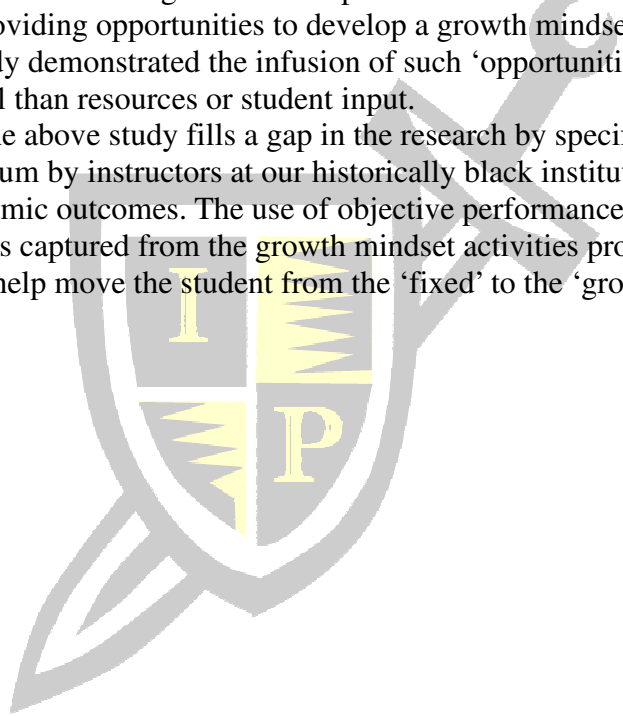 oviding opportunities to develop a growth mindse
ly demonstrated the infusion of such ‘opportuniti
l than resources or student input.
e above study fills a gap in the research by specif
um by instructors at our historically black institut
mic outcomes. The use of objective performance
s captured from the growth mindset activities pro
help move the student from the ‘fixed’ to the ‘gro
I
P